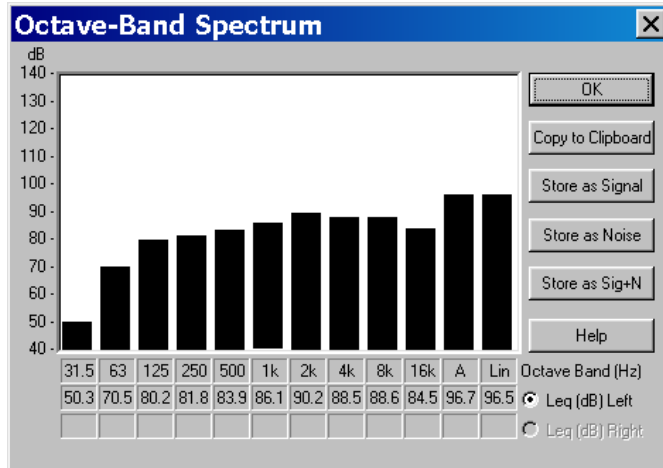 Octave-Band Spectrum
dB
140
130
120
110
100
90
80
70
60
50
40
OK
Copy to Clipboard
Store as Signal
Store as Noise
Store as Sig+N
Help
31.5 63 125 250 500 1k 2k 4k 8k 16k A Lin Octave Band (Hz)
50.3 70.5 80.2 81.8 83.9 86.1 90.2 88.5 88.6 84.5 96.7 96.5 Leq (dB) Left
Leq (dB) Right